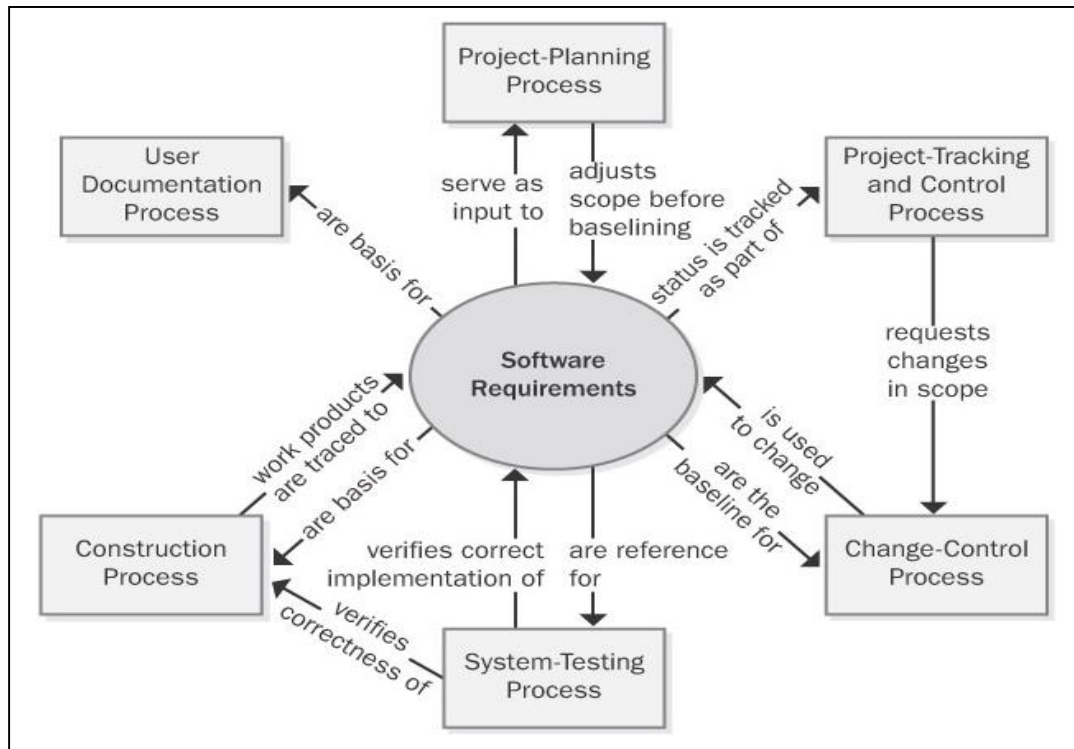 Project-Planning
Process
User
Documentation
Process
Project-Tracking
and Control
Process
serve as
input to
adjusts
scope before
baselining
are basis for
status is tracked
as part of
requests
changes
in scope
Software
Requirements
work products
are traced to
are basis for
is used
to change
are the
baseline for
Construction
Process
verifies correct
implementation of
are reference
for
Change-Control
Process
verifies
correctness of
System-Testing
Process